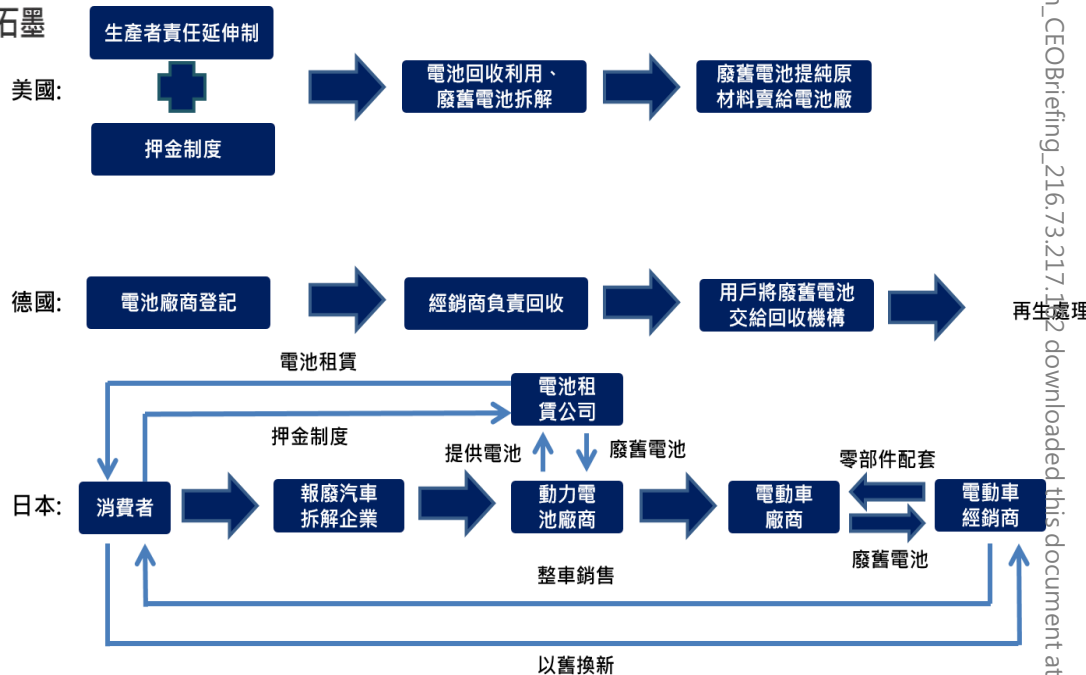 石墨
生產者責任延伸制
美國:
電池回收利用、
廢舊電池拆解
廢舊電池提純原
材料賣給電池廠
押金制度
德國:
電池廠商登記
經銷商負責回收
用戶將廢舊電池
交給回收機構
再生處理
電池租賃
電池租
賃公司
押金制度
提供電池
廢舊電池
零部件配套
日本:
消費者
報廢汽車
拆解企業
動力電
池廠商
電動車
廠商
電動車
經銷商
廢舊電池
整車銷售
以舊換新
_CEOBriefing_216.73.217.1 2 downloaded this document at